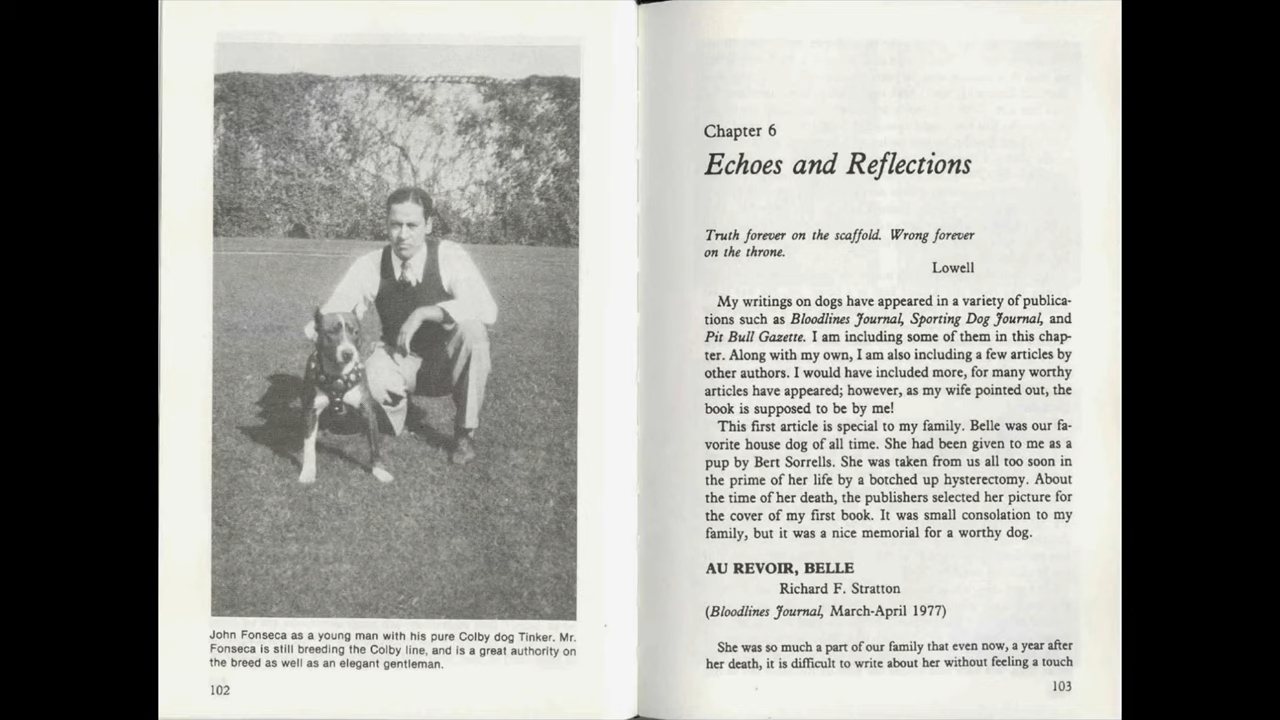 John Fonseca as a young man with his pure Colby dog Tinker. Mr.
Fonseca is still breeding the Colby line, and is a great authority on
the breed as well as an elegant gentleman.
102
Chapter 6
Echoes and Reflections
Truth forever on the scaffold. Wrong forever
on the throne.
Lowell
My writings on dogs have appeared in a variety of publica-
tions such as Bloodlines Journal, Sporting Dog Journal, and
Pit Bull Gazette. I am including some of them in this chap-
ter. Along with my own, I am also including a few articles by
other authors. I would have included more, for many worthy
articles have appeared; however, as my wife pointed out, the
book is supposed to be by me!
This first article is special to my family. Belle was our fa-
vorite house dog of all time. She had been given to me as a
pup by Bert Sorrells. She was taken from us all too soon in
the prime of her life by a botched up hysterectomy. About
the time of her death, the publishers selected her picture for
the cover of my first book. It was small consolation to my
family, but it was a nice memorial for a worthy dog.
AU REVOIR, BELLE
Richard F. Stratton
(Bloodlines Journal, March-April 1977)
She was so much a part of our family that even now, a year after
her death, it is difficult to write about her without feeling a touch
103